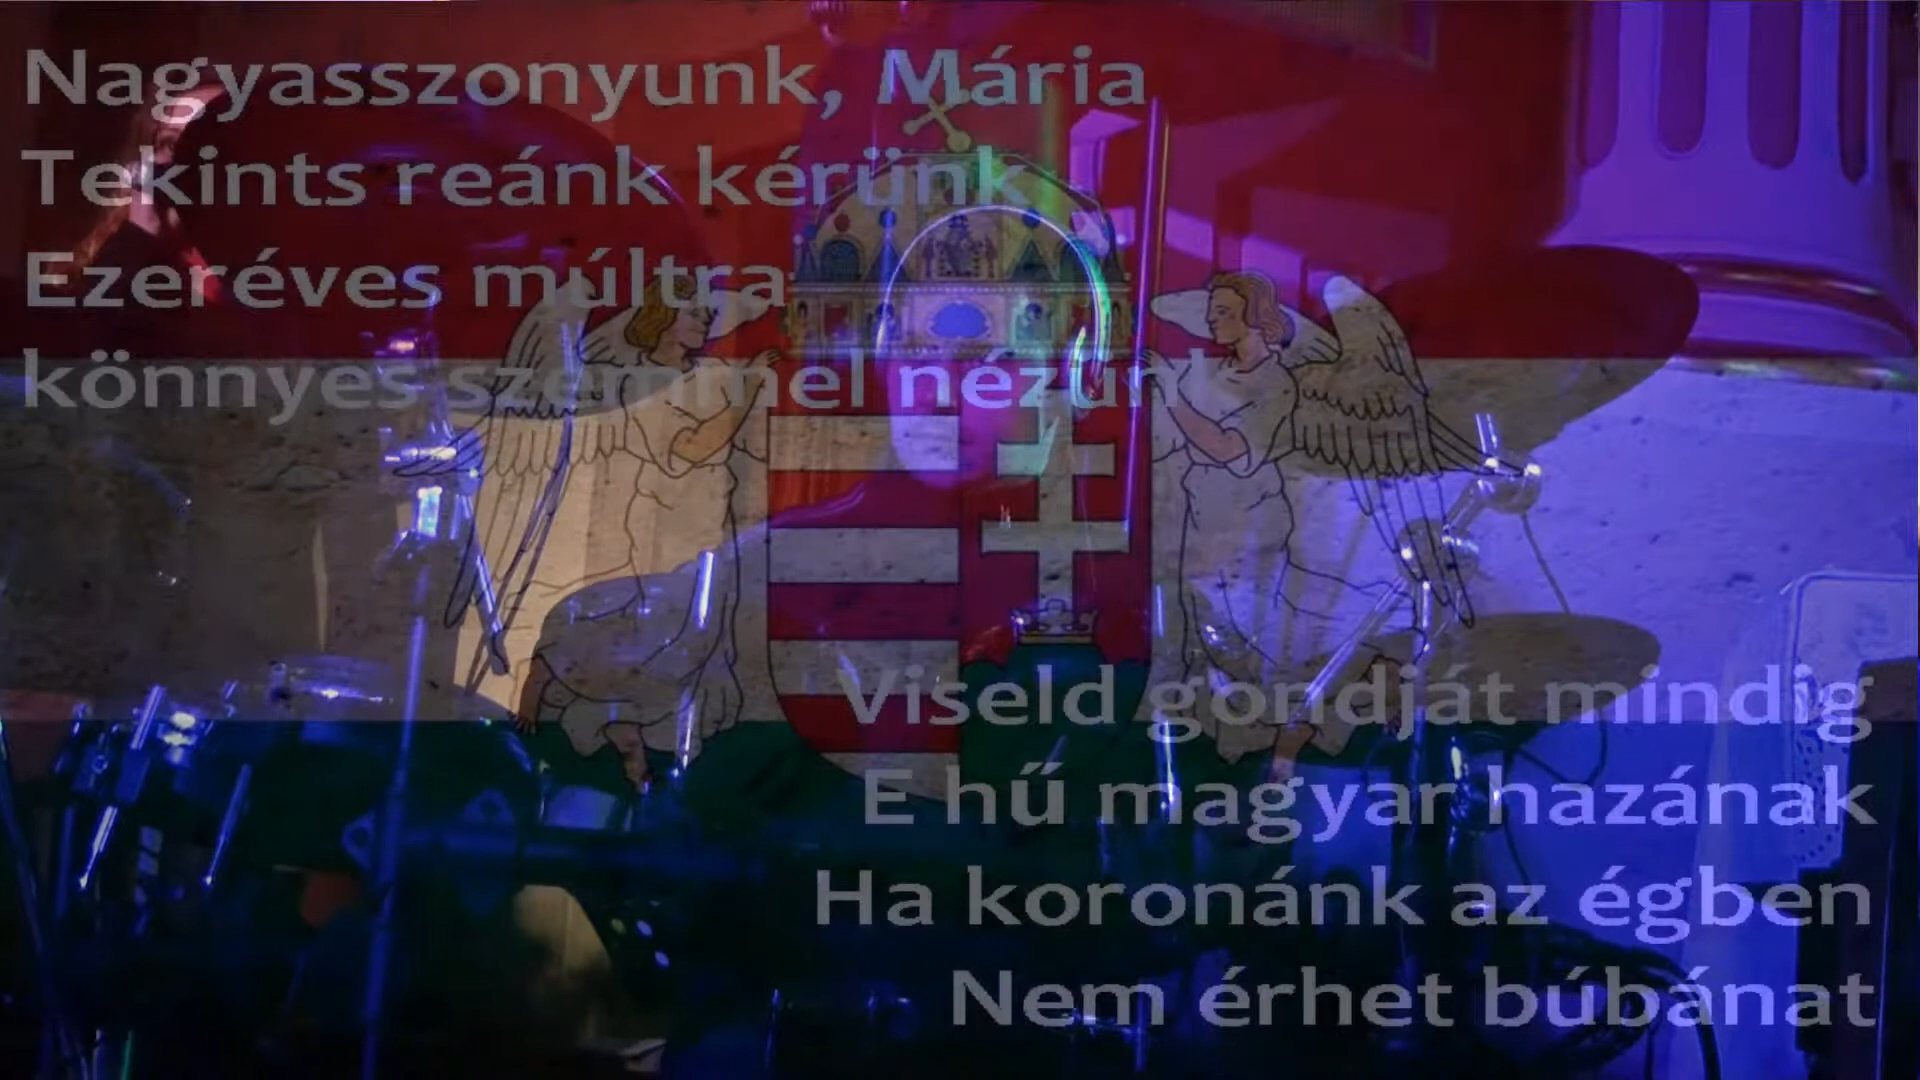 Nagyasszonyunk, Mária
Tekints reánk kérünk
Ezeréves múltra
könnyes szemmel nézünk
Viseld gondját mindig
E hű magyar hazának
Ha koronánk az égben
Nem érhet búbánat